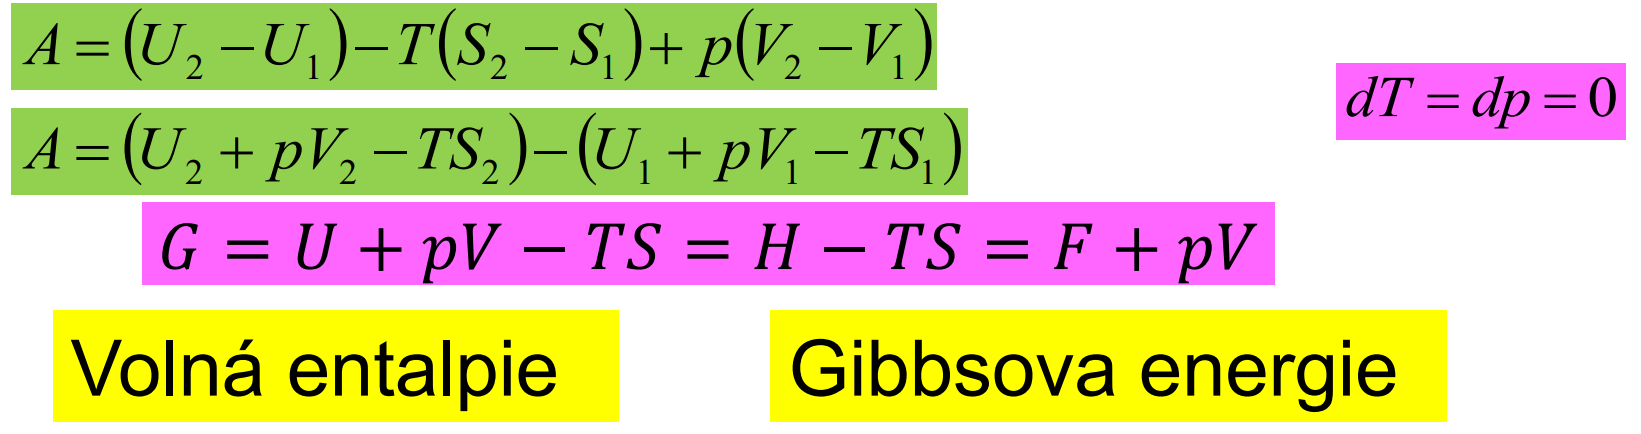 A = (U₂ − U₁) − T(S₂ − S₁) + p(V₂ − V₁)
dT = dp = 0
A = (U₂ + pV₂ − TS₂) − (U₁ + pV₁ − TS₁)
G = U + pV − TS = H − TS = F + pV
Volná entalpie
Gibbsova energie